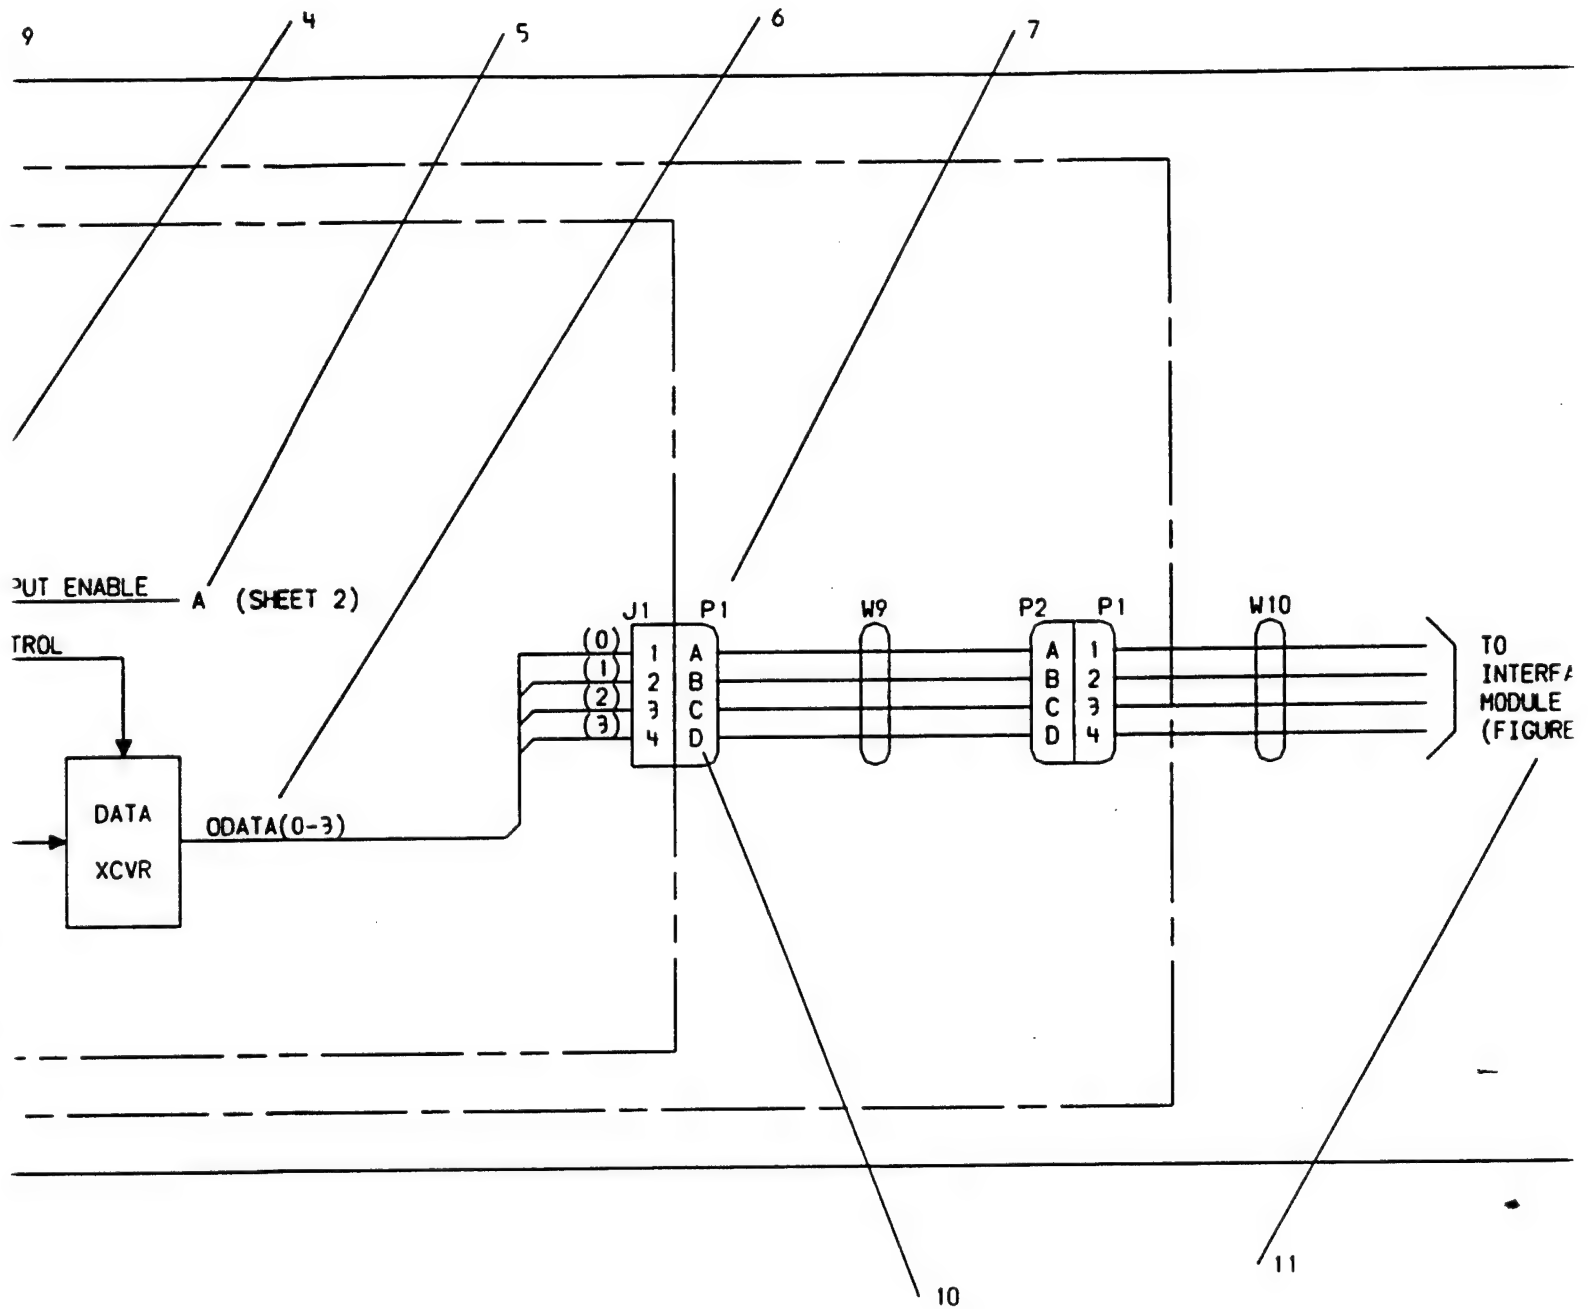 9
4
5
6
7
PUT ENABLE
A (SHEET 2)
TROL
J1 P1 W9 P2 P1 W10
(0) 1 A A 1
(1) 2 B B 2
(2) 3 C C 3
(3) 4 D D 4
TO
INTERFA
MODULE
(FIGURE
DATA
XCVR
ODATA(0-3)
10
11